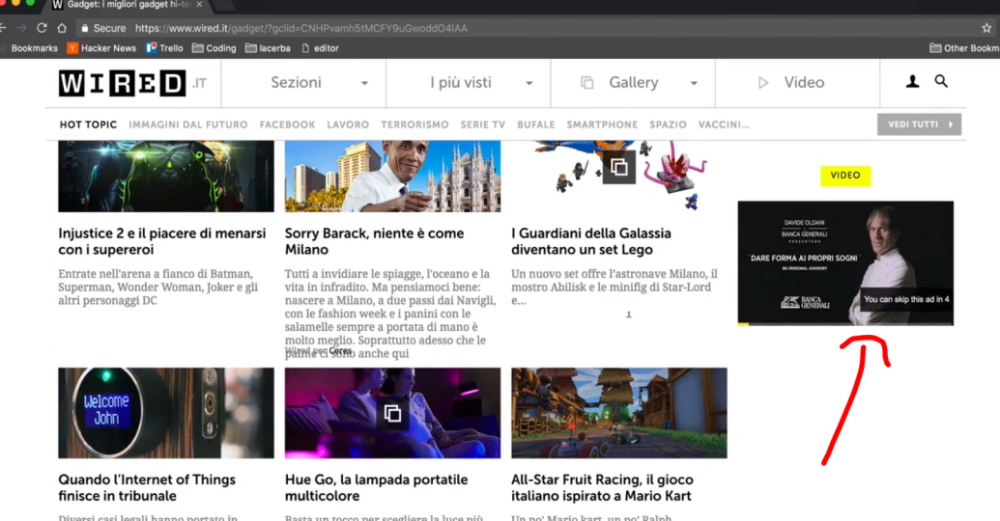 Gadget: i migliori gadget hi-te
Secure https://www.wired.it/gadget/?gclid=CNHPvamh5tMCFY9uGwoddO4IAA
Bookmarks Hacker News Trello Coding lacerba editor Other Bookm
WIRED.IT Sezioni I più visti Gallery Video
HOT TOPIC IMMAGINI DAL FUTURO FACEBOOK LAVORO TERRORISMO SERIE TV BUFALE SMARTPHONE SPAZIO VACCINI... VEDI TUTTI
Injustice 2 e il piacere di menarsi
con i supereroi
Entrate nell'arena a fianco di Batman,
Superman, Wonder Woman, Joker e gli
altri personaggi DC
Sorry Barack, niente è come
Milano
Tutti a invidiare le spiagge, l'oceano e la
vita in infradito. Ma pensiamoci bene:
nascere a Milano, a due passi dai Navigli,
con le fashion week e i panini con le
salamelle sempre a portata di mano è
molto meglio. Soprattutto adesso che le
palme ci sono anche qui
Wired per Ceres
I Guardiani della Galassia
diventano un set Lego
Un nuovo set offre l'astronave Milano, il
mostro Abilisk e le minifig di Star-Lord
e...
VIDEO
DAVIDE OLDANI
BANCA GENERALI
PRESENTANO
"DARE FORMA AI PROPRI SOGNI"
BG PERSONAL ADVISORY
BANCA
GENERALI
You can skip this ad in 4
Welcome
John
Quando l'Internet of Things
finisce in tribunale
Diversi casi legali hanno portato in
Hue Go, la lampada portatile
multicolore
Basta un tocco per scegliere la luce più
All-Star Fruit Racing, il gioco
italiano ispirato a Mario Kart
Un po' Mario kart, un po' Ralph